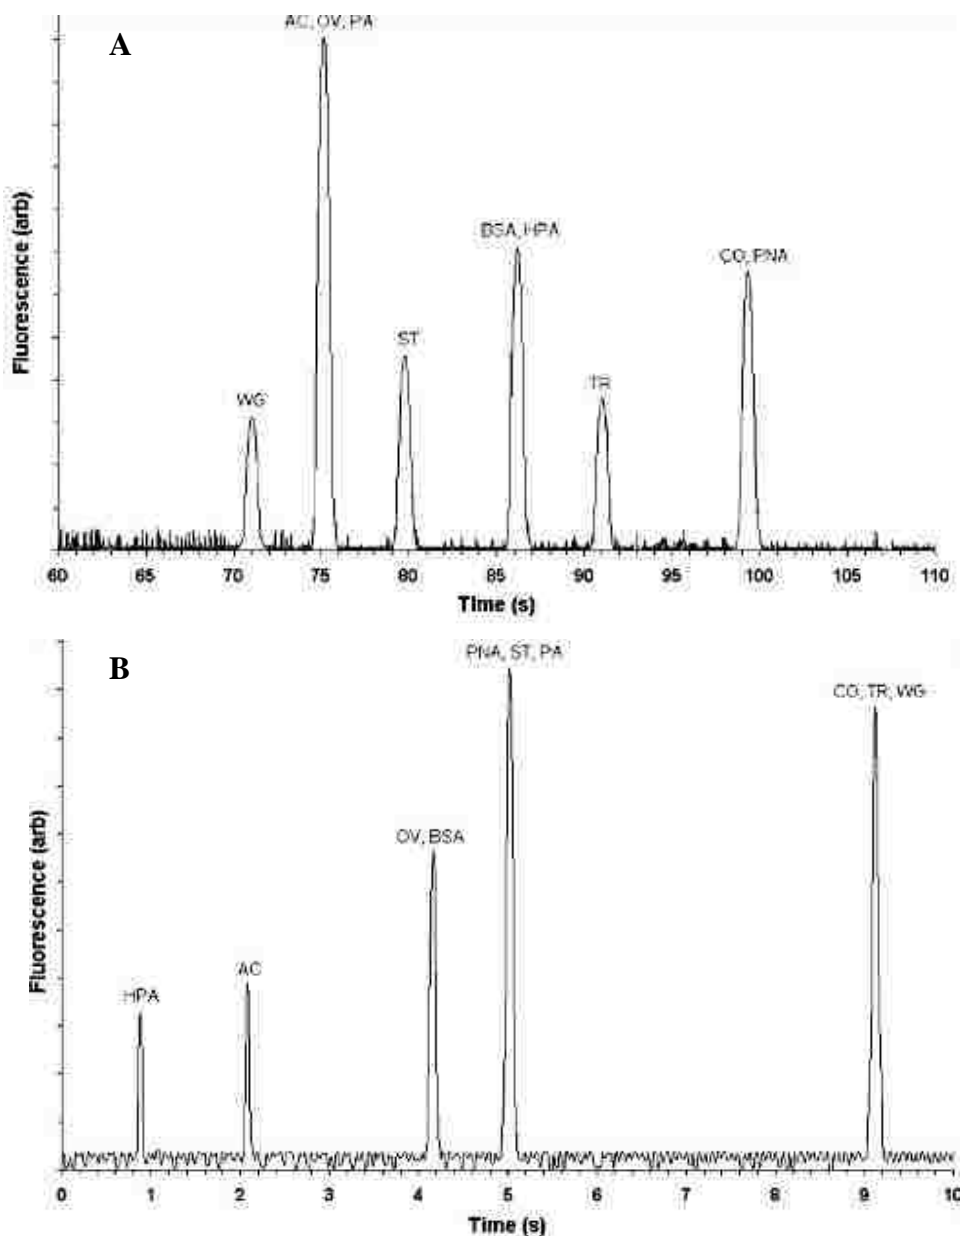 A
AC, OV, PA
BSA, HPA
CO, PNA
ST
TR
WG
Fluorescence (arb)
60 65 70 75 80 85 90 95 100 105 110
Time (s)
B
PNA, ST, PA
CO, TR, WG
OV, BSA
AC
HPA
Fluorescence (arb)
0 1 2 3 4 5 6 7 8 9 10
Time (s)